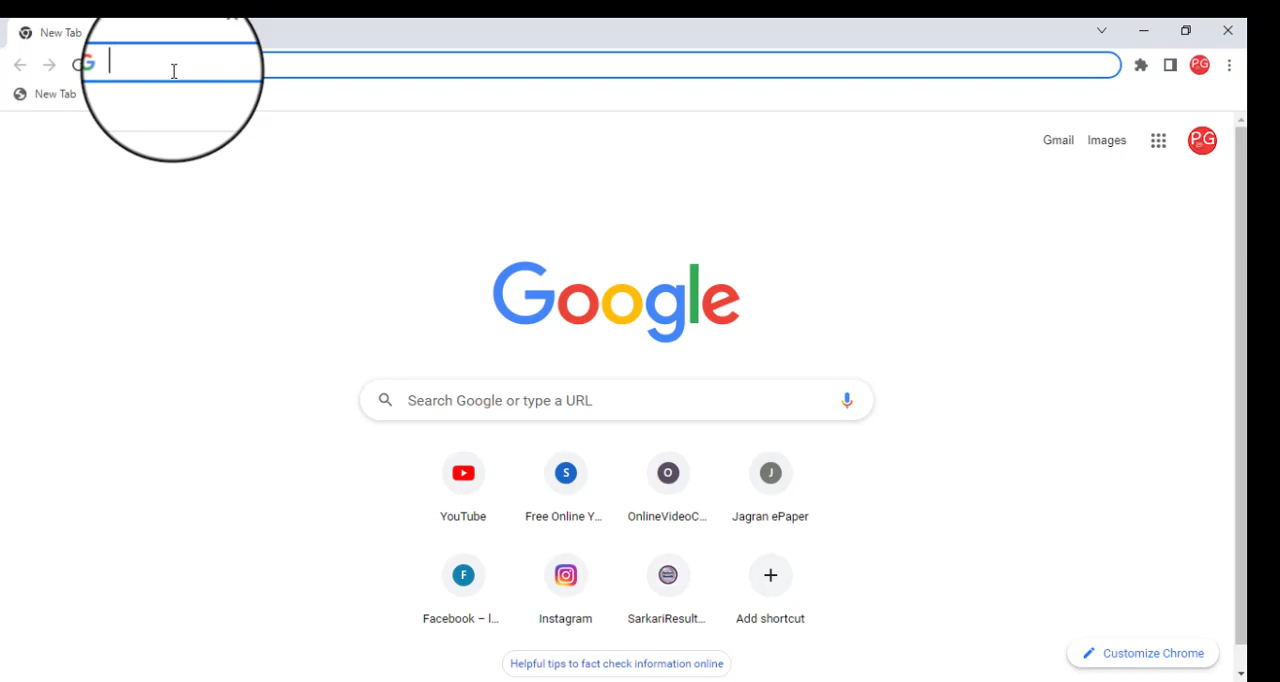 New Tab
G
PG
New Tab
Gmail Images PG
Google
Search Google or type a URL
S O J
YouTube Free Online Y... OnlineVideoC... Jagran ePaper
F
Facebook – l... Instagram SarkariResult... Add shortcut
Helpful tips to fact check information online
Customize Chrome